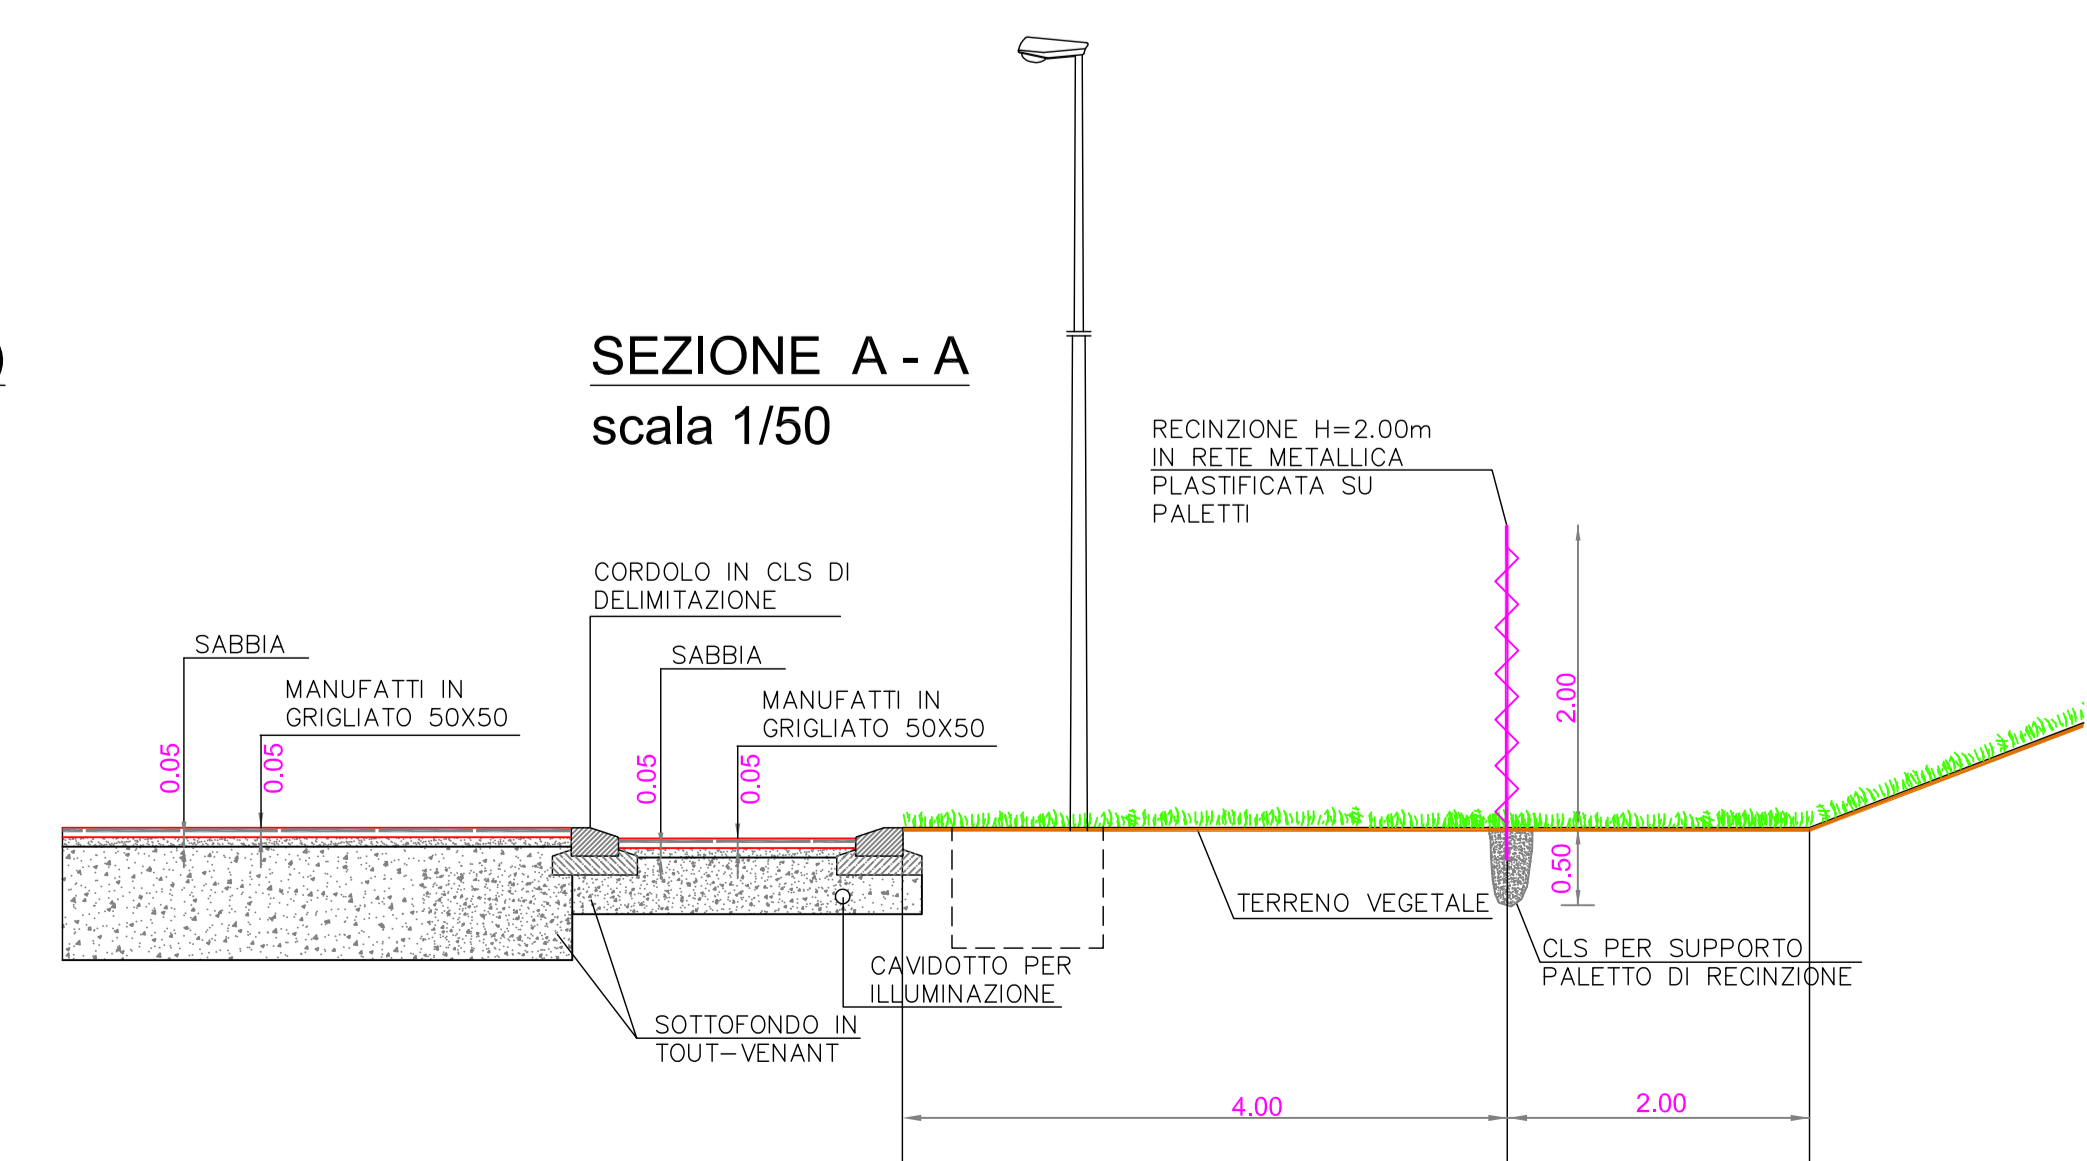 SEZIONE A - A
scala 1/50
RECINZIONE H=2.00m
IN RETE METALLICA
PLASTIFICATA SU
PALETTI
CORDOLO IN CLS DI
DELIMITAZIONE
SABBIA
MANUFATTI IN
GRIGLIATO 50X50
0.05
0.05
SABBIA
MANUFATTI IN
GRIGLIATO 50X50
0.05
0.05
2.00
0.50
TERRENO VEGETALE
CLS PER SUPPORTO
PALETTO DI RECINZIONE
CAVIDOTTO PER
ILLUMINAZIONE
SOTTOFONDO IN
TOUT-VENANT
4.00
2.00